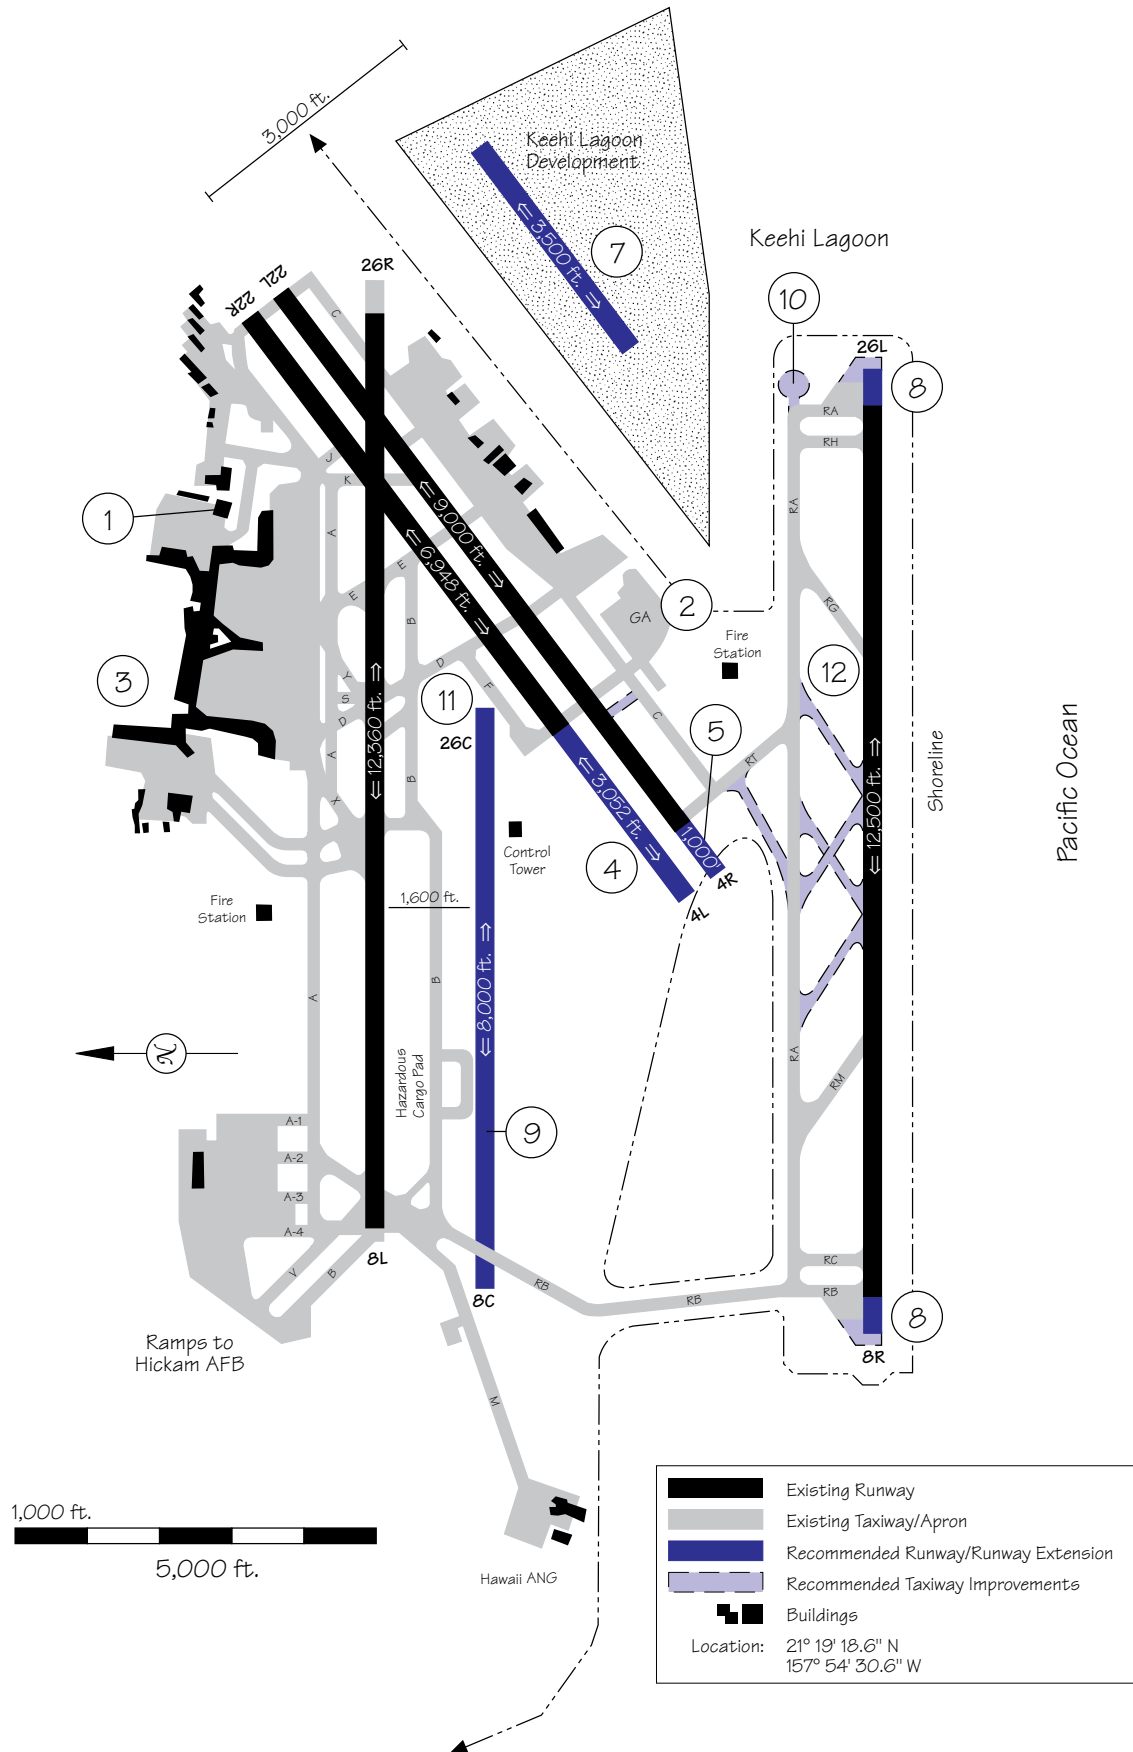 3,000 ft.
Keehi Lagoon
Development
⇐ 3,500 ft. ⇒
7
Keehi Lagoon
26R
22L
22R
C
10
26L
8
RA
RH
J
K
1
RA
A
⇐ 9,000 ft. ⇒
⇐ 6,948 ft. ⇒
E
E
B
2
GA
RG
Fire
Station
12
3
Y
S
D
D
F
11
26C
C
5
RT
⇐ 12,360 ft. ⇒
A
X
B
⇐ 3,052 ft. ⇒
1,000'
4
4R
4L
Control
Tower
⇐ 12,500 ft. ⇒
Shoreline
Pacific Ocean
Fire
Station
1,600 ft.
⇐ 8,000 ft. ⇒
A
B
N
Hazardous
Cargo Pad
RA
RM
9
A-1
A-2
A-3
A-4
V
B
8L
8C
RB
RB
RC
RB
8
8R
Ramps to
Hickam AFB
M
Hawaii ANG
1,000 ft.
5,000 ft.
Existing Runway
Existing Taxiway/Apron
Recommended Runway/Runway Extension
Recommended Taxiway Improvements
Buildings
Location: 21° 19' 18.6" N
157° 54' 30.6" W